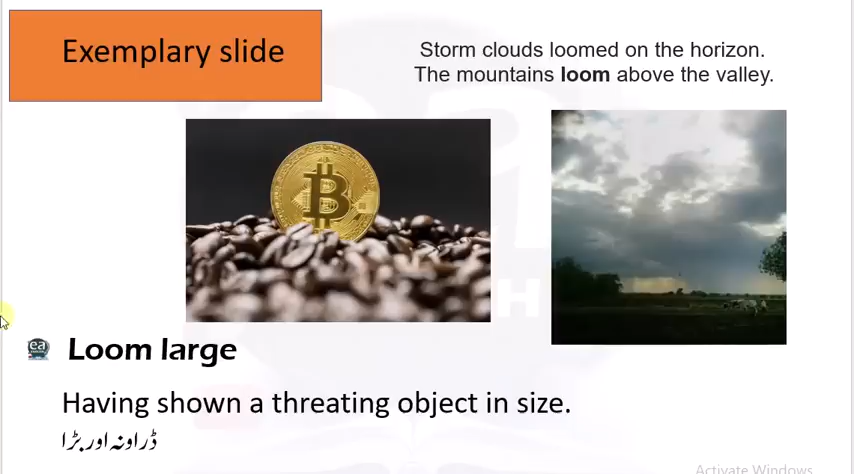 Exemplary slide
Storm clouds loomed on the horizon.
The mountains loom above the valley.
Loom large
Having shown a threating object in size.
ڈراونہ اور بڑا
Activate Windows